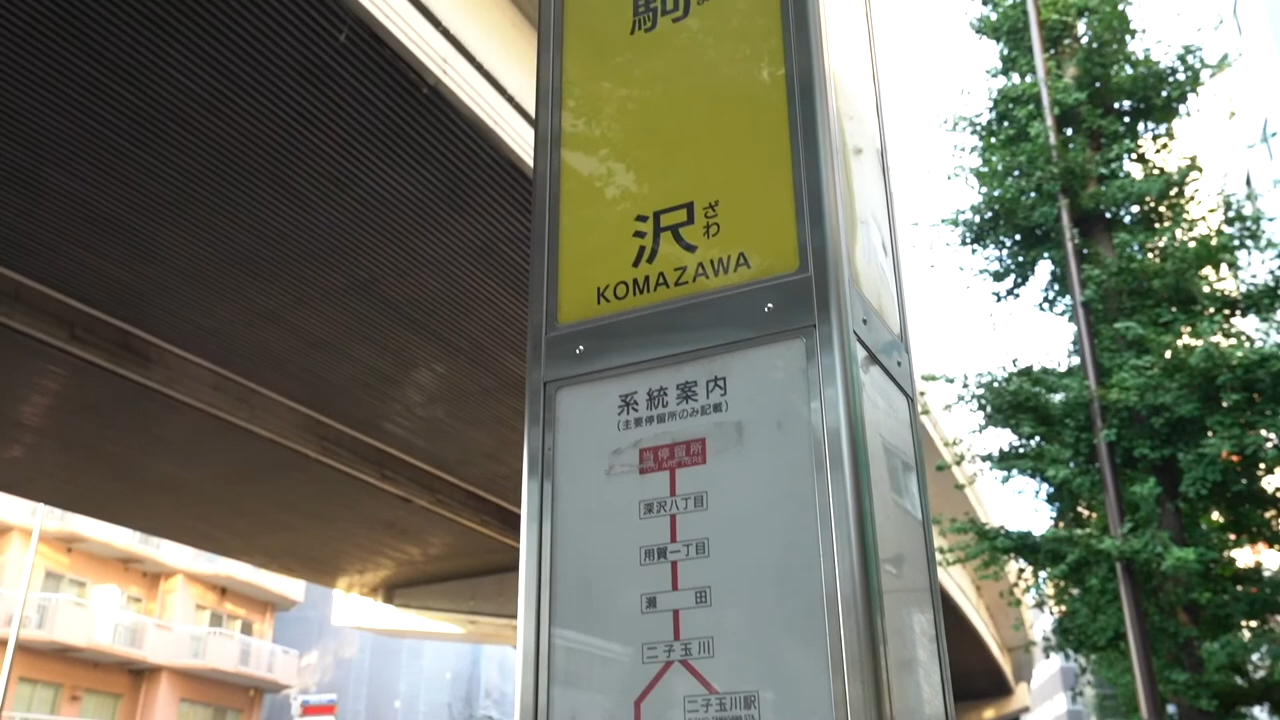 駒ま
沢ざわ
KOMAZAWA
系統案内
(主要停留所のみ記載)
当停留所
YOU ARE HERE
深沢八丁目
用賀一丁目
瀬田
二子玉川
二子玉川駅